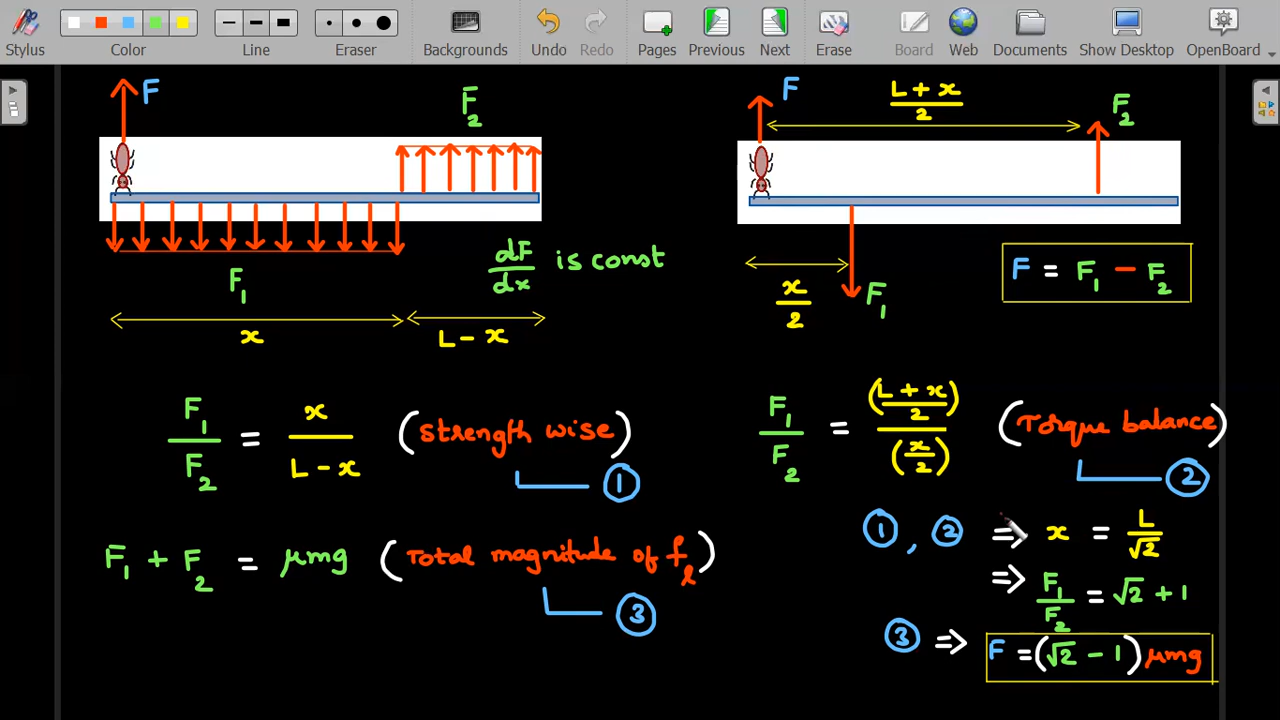 Stylus Color Line Eraser Backgrounds Undo Redo Pages Previous Next Erase Board Web Documents Show Desktop OpenBoard
F
F₂
F₁
x
L - x
dF/dx is const
F
(L + x)/2
F₂
x/2
F₁
F = F₁ - F₂
F₁/F₂ = x/(L - x) (strength wise)
①
F₁ + F₂ = μmg (Total magnitude of fₗ)
③
F₁/F₂ = ((L + x)/2)/(x/2) (Torque balance)
②
①, ② ⇒ x = L/√2
⇒ F₁/F₂ = √2 + 1
③ ⇒ F = (√2 - 1) μmg